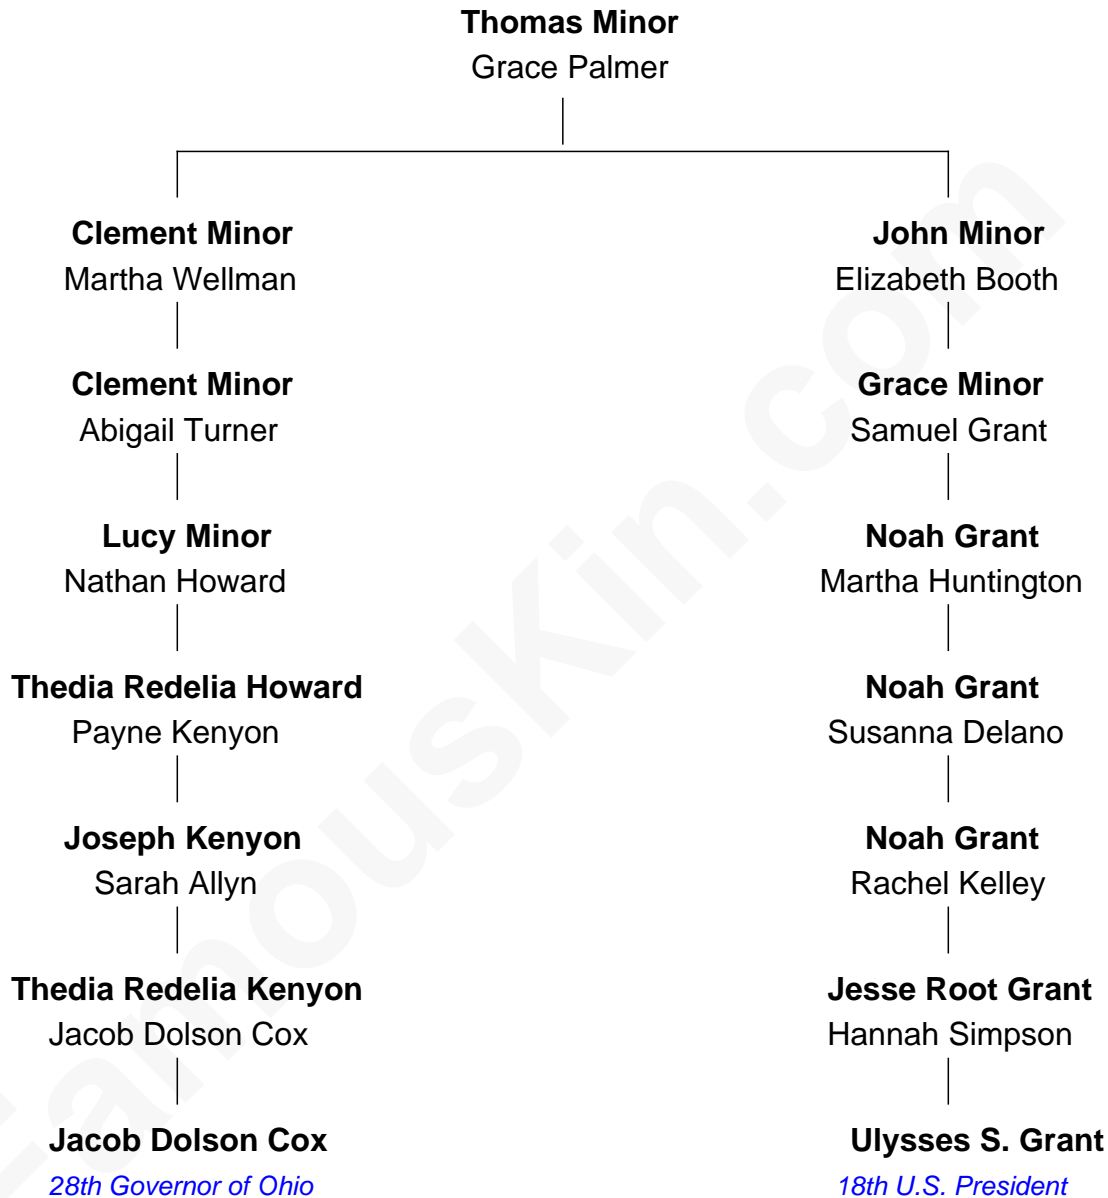 Thomas Minor
Grace Palmer
Clement Minor
Martha Wellman
John Minor
Elizabeth Booth
Clement Minor
Abigail Turner
Grace Minor
Samuel Grant
Lucy Minor
Nathan Howard
Noah Grant
Martha Huntington
Thedia Redelia Howard
Payne Kenyon
Noah Grant
Susanna Delano
Joseph Kenyon
Sarah Allyn
Noah Grant
Rachel Kelley
Thedia Redelia Kenyon
Jacob Dolson Cox
Jesse Root Grant
Hannah Simpson
Jacob Dolson Cox
28th Governor of Ohio
Ulysses S. Grant
18th U.S. President
FamousKin.com